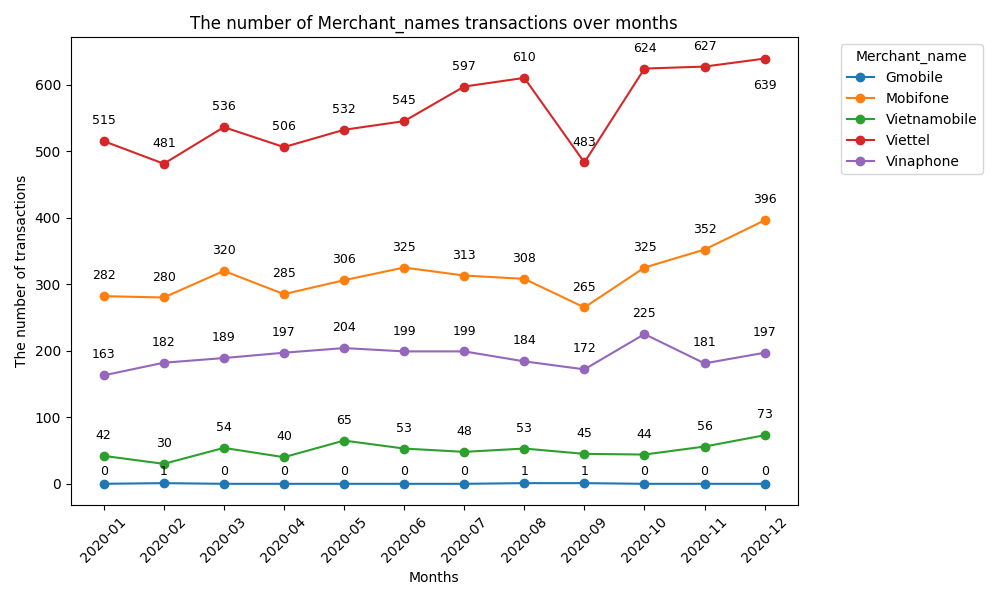 The number of Merchant_names transactions over months
The number of transactions
600
500
400
300
200
100
0
515 481 536 506 532 545 597 610 483 624 627 639
282 280 320 285 306 325 313 308 265 325 352 396
163 182 189 197 204 199 199 184 172 225 181 197
42 30 54 40 65 53 48 53 45 44 56 73
0 1 0 0 0 0 0 1 1 0 0 0
2020-01 2020-02 2020-03 2020-04 2020-05 2020-06 2020-07 2020-08 2020-09 2020-10 2020-11 2020-12
Months
Merchant_name
Gmobile
Mobifone
Vietnamobile
Viettel
Vinaphone